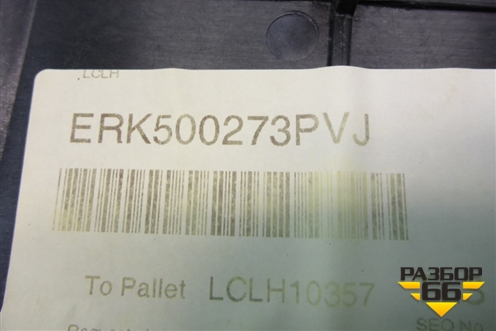 LCLH
ERK500273PVJ
To Pallet LCLH10357
РАЗБОР
66
SEQ No